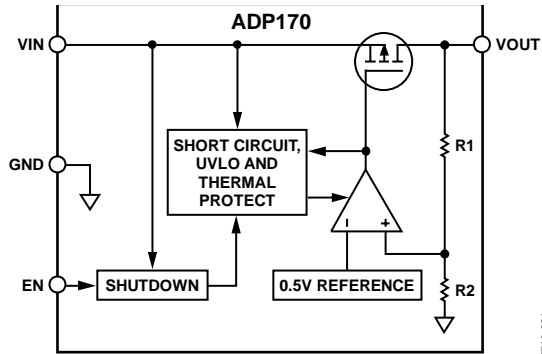 ADP170
VIN
VOUT
SHORT CIRCUIT,
UVLO AND
THERMAL
PROTECT
R1
GND
– +
EN
SHUTDOWN
0.5V REFERENCE
R2